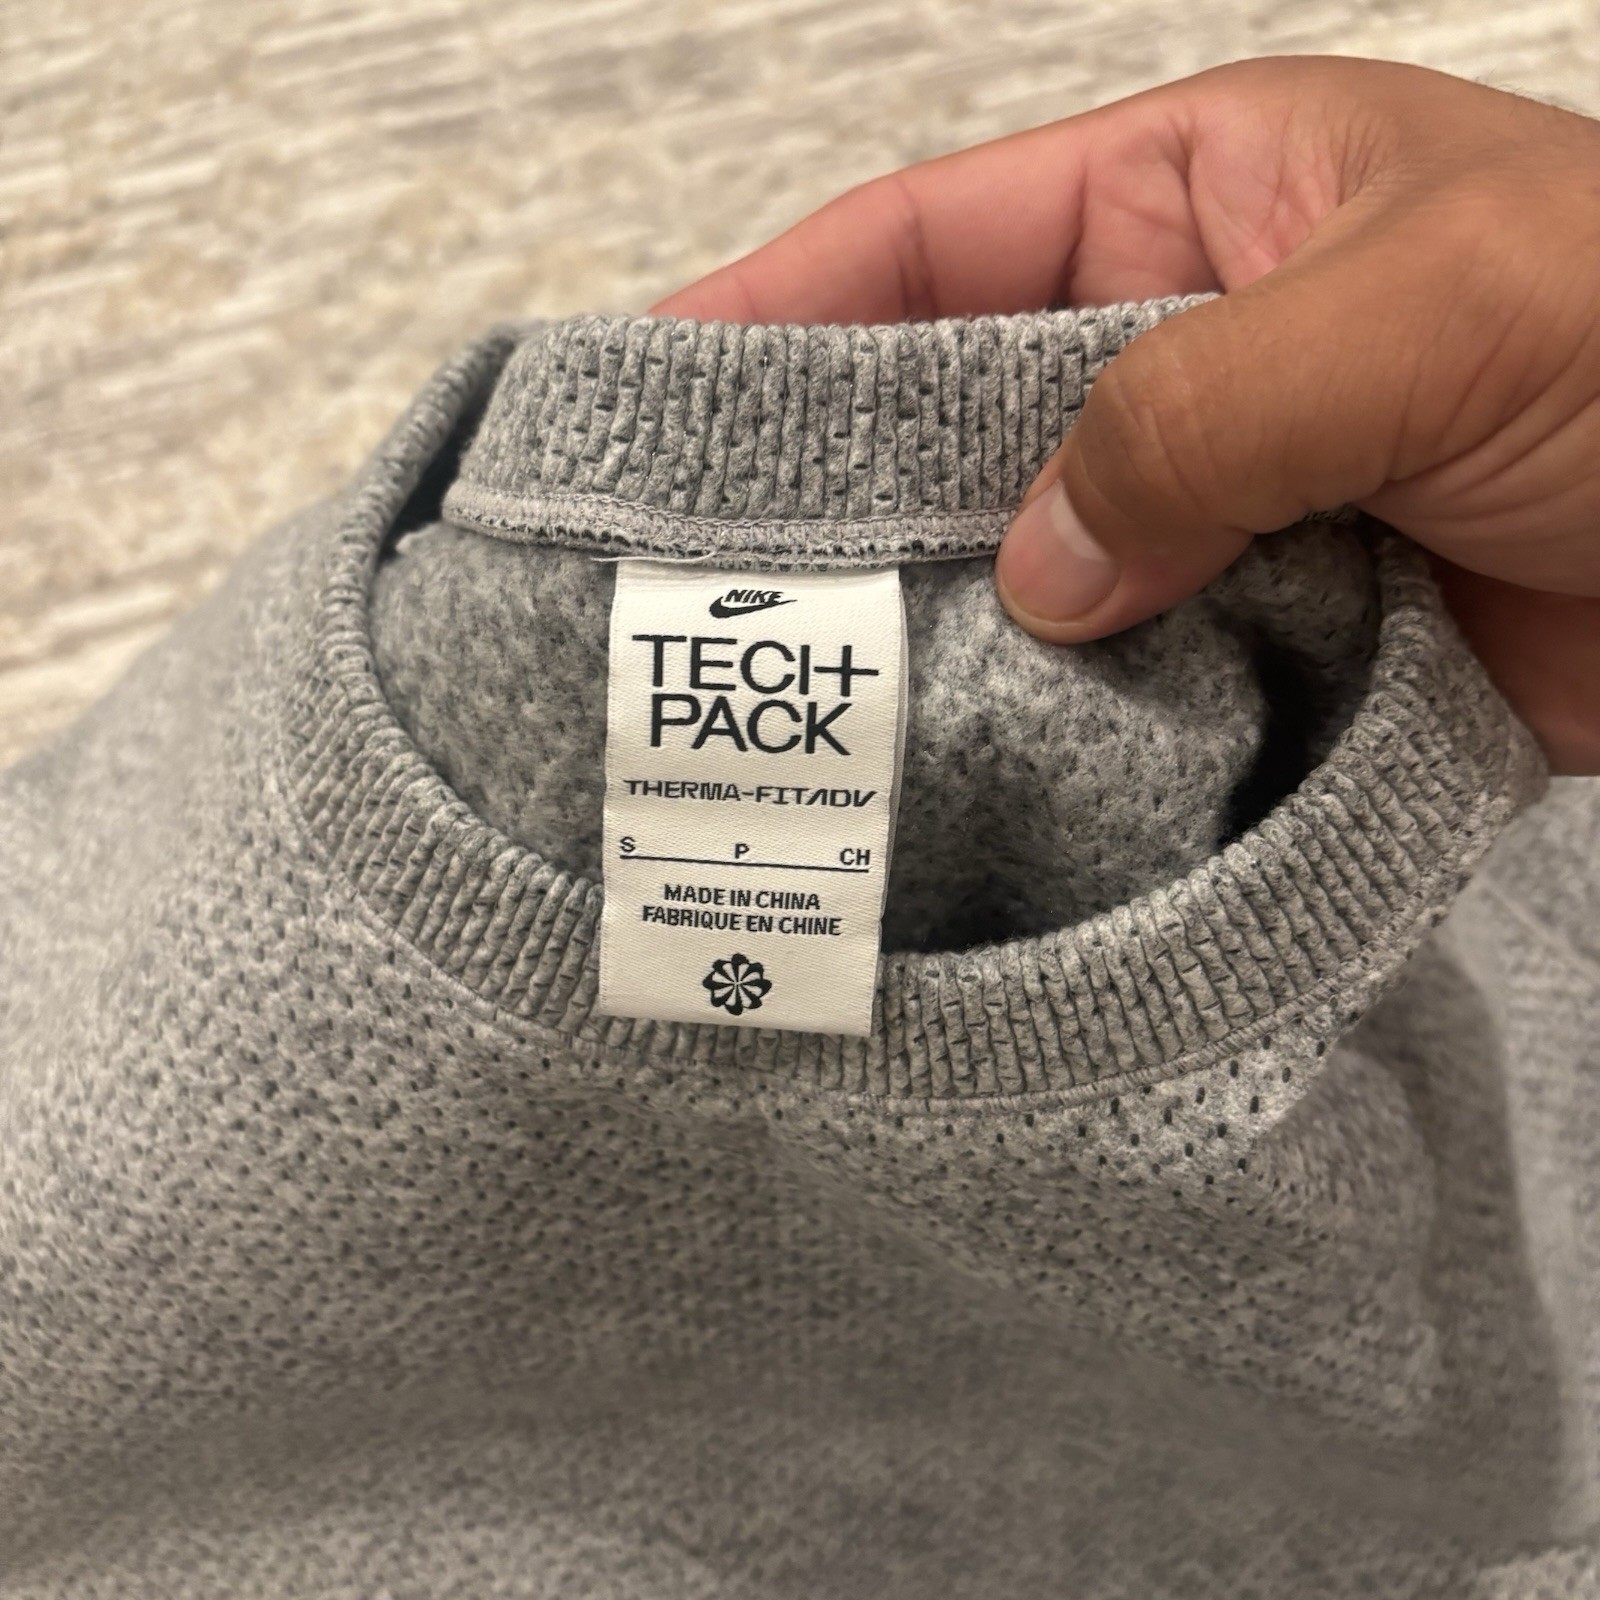 NIKE
TECH
PACK
THERMA-FITADV
S P CH
MADE IN CHINA
FABRIQUE EN CHINE